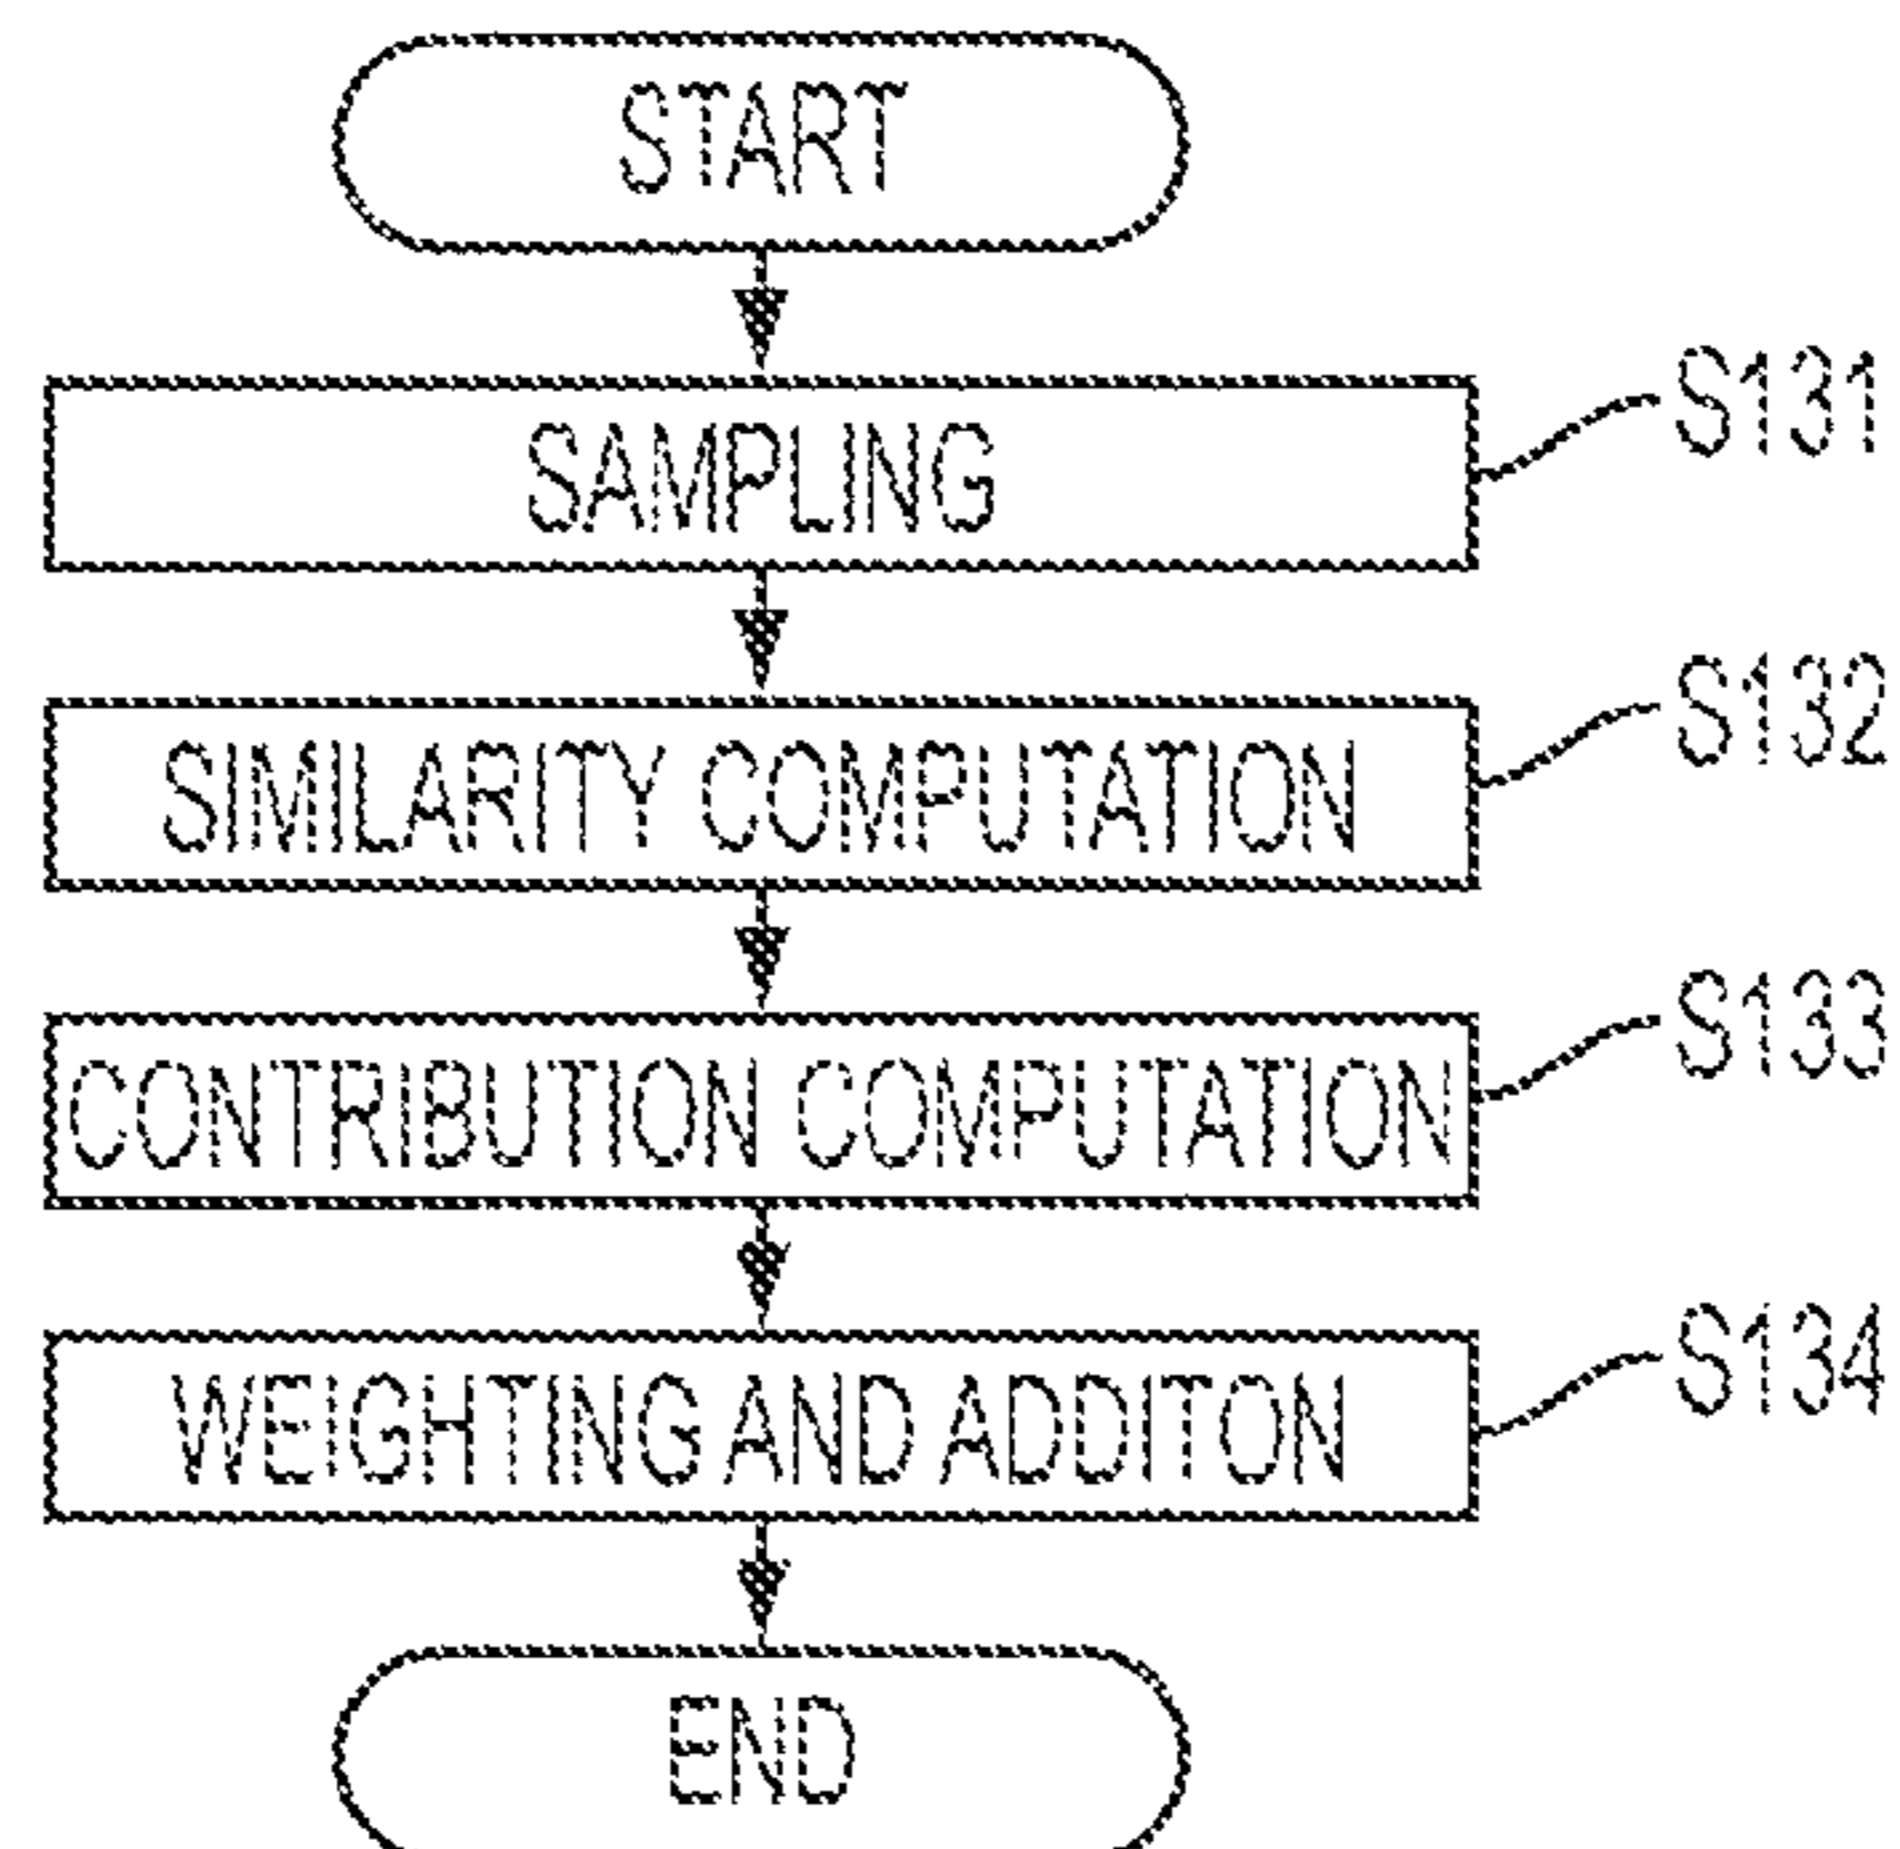 START
SAMPLING
S131
SIMILARITY COMPUTATION
S132
CONTRIBUTION COMPUTATION
S133
WEIGHTING AND ADDITON
S134
END